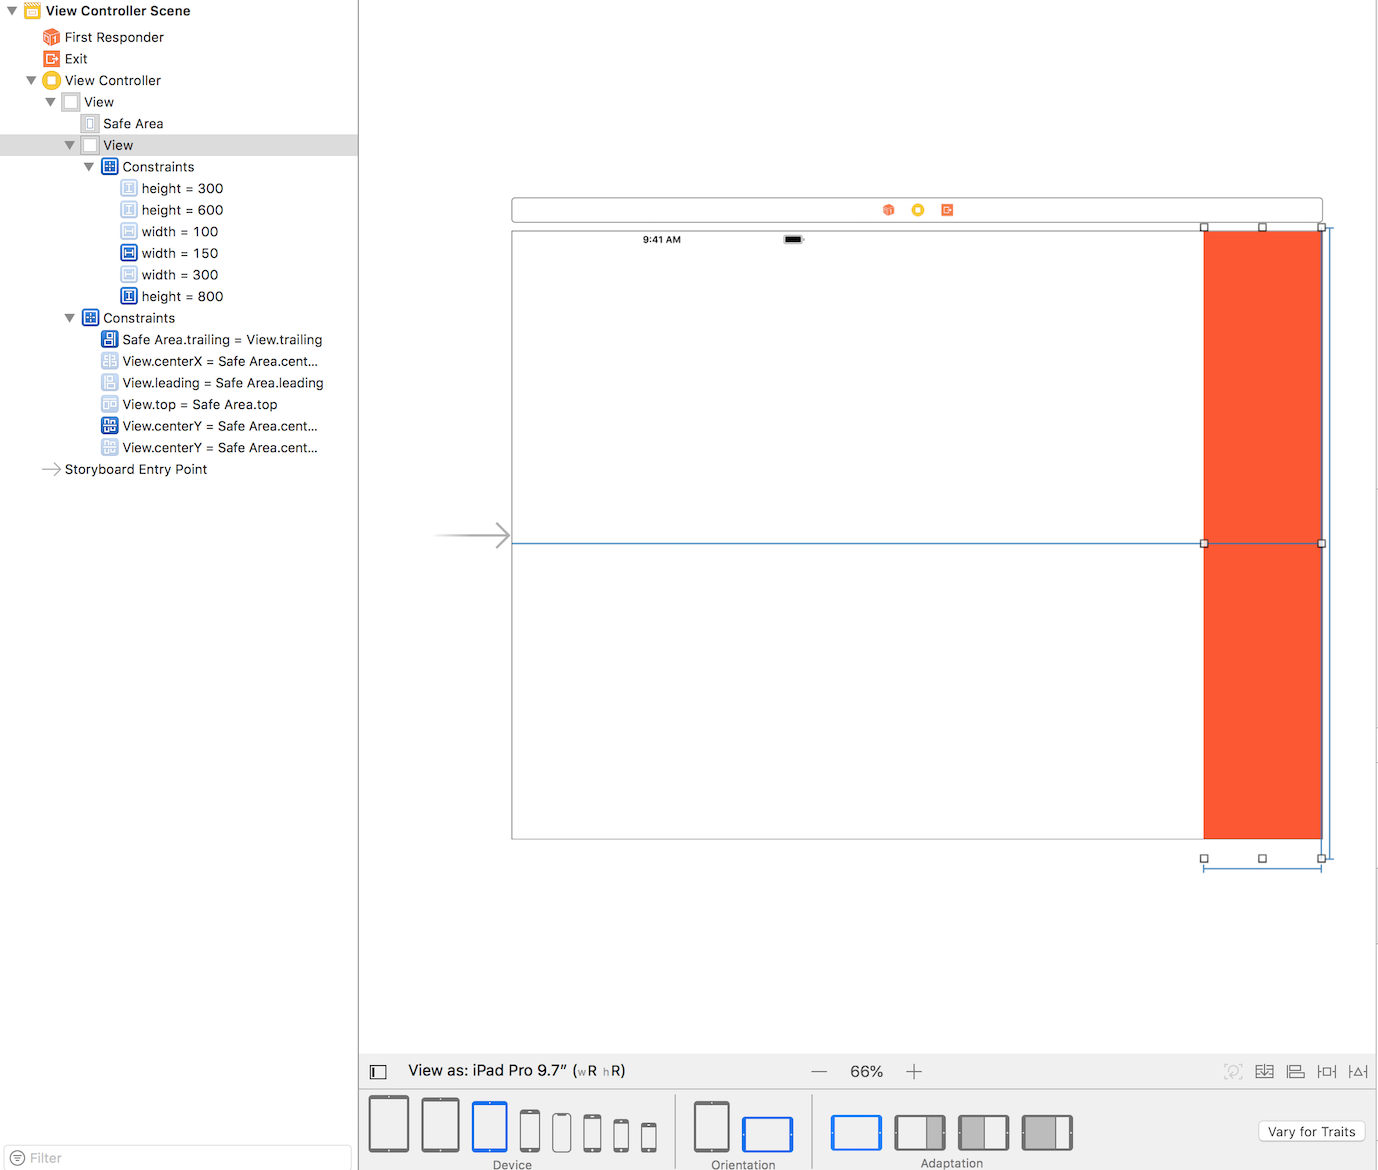 View Controller Scene
First Responder
Exit
View Controller
View
Safe Area
View
Constraints
height = 300
height = 600
width = 100
width = 150
width = 300
height = 800
Constraints
Safe Area.trailing = View.trailing
View.centerX = Safe Area.cent...
View.leading = Safe Area.leading
View.top = Safe Area.top
View.centerY = Safe Area.cent...
View.centerY = Safe Area.cent...
Storyboard Entry Point
Filter
9:41 AM
View as: iPad Pro 9.7″ (wR hR)
66%
Device
Orientation
Adaptation
Vary for Traits